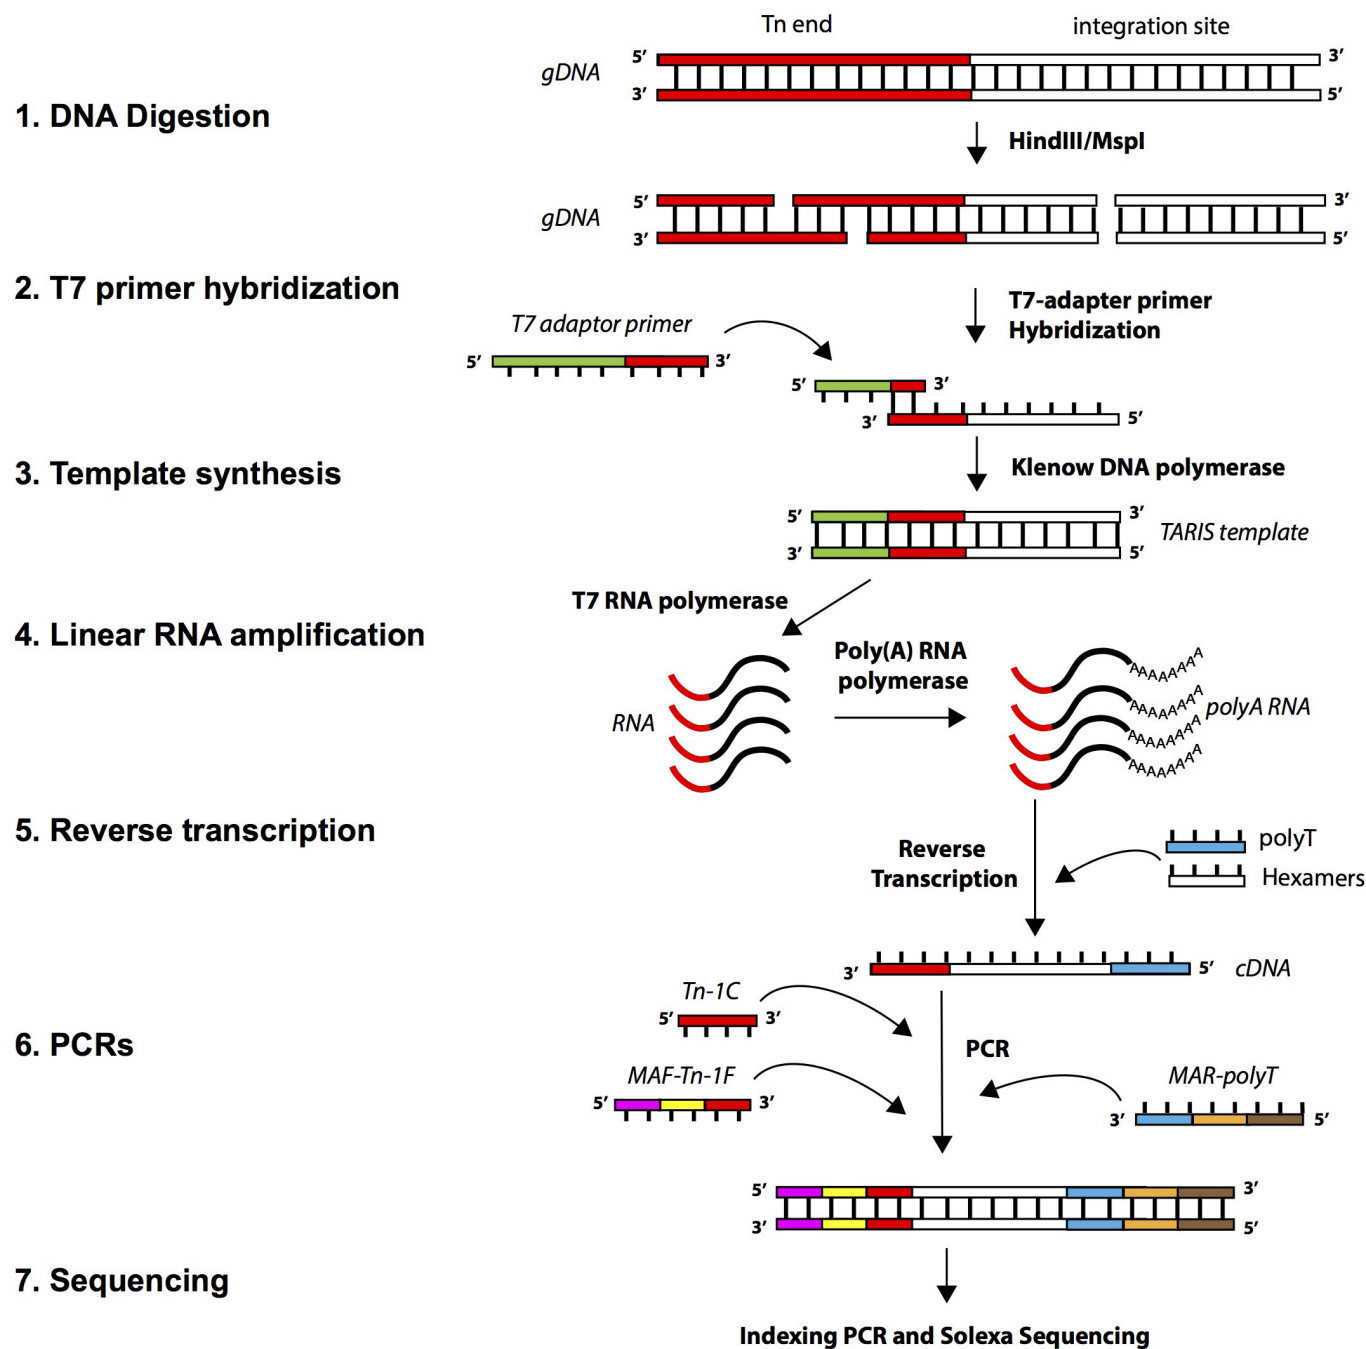 Tn end
integration site
5’
3’
gDNA
3’
5’
1. DNA Digestion
HindIII/MspI
5’
3’
gDNA
3’
5’
2. T7 primer hybridization
T7-adapter primer
Hybridization
T7 adaptor primer
5’
3’
5’
3’
3’
5’
3. Template synthesis
Klenow DNA polymerase
5’
3’
TARIS template
3’
5’
T7 RNA polymerase
4. Linear RNA amplification
Poly(A) RNA
polymerase
AAAAAAAA
AAAAAAAA
AAAAAAAA
AAAAAAAA
RNA
polyA RNA
5. Reverse transcription
Reverse
Transcription
polyT
Hexamers
3’
5’
cDNA
Tn-1C
5’
3’
6. PCRs
PCR
MAF-Tn-1F
5’
3’
MAR-polyT
3’
5’
5’
3’
3’
5’
7. Sequencing
Indexing PCR and Solexa Sequencing